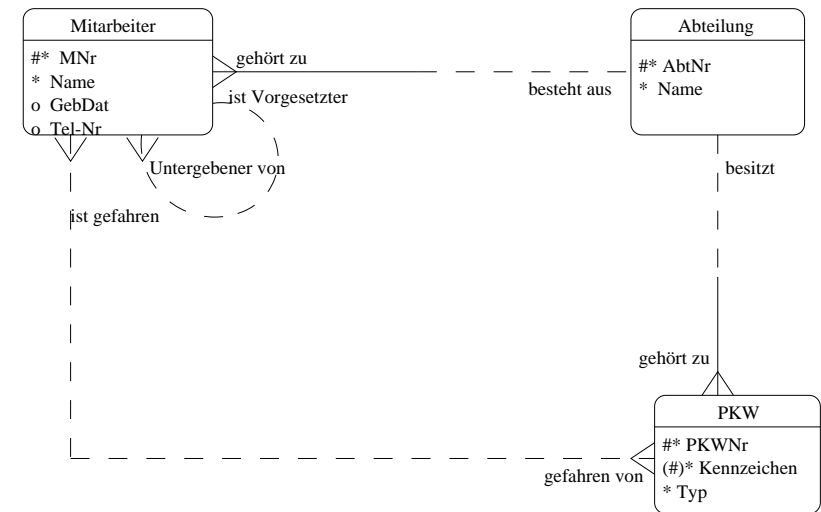 Mitarbeiter
#* MNr
* Name
o GebDat
o Tel-Nr
gehört zu
ist Vorgesetzter
Untergebener von
ist gefahren
besteht aus
Abteilung
#* AbtNr
* Name
besitzt
gehört zu
gefahren von
PKW
#* PKWNr
(#)* Kennzeichen
* Typ